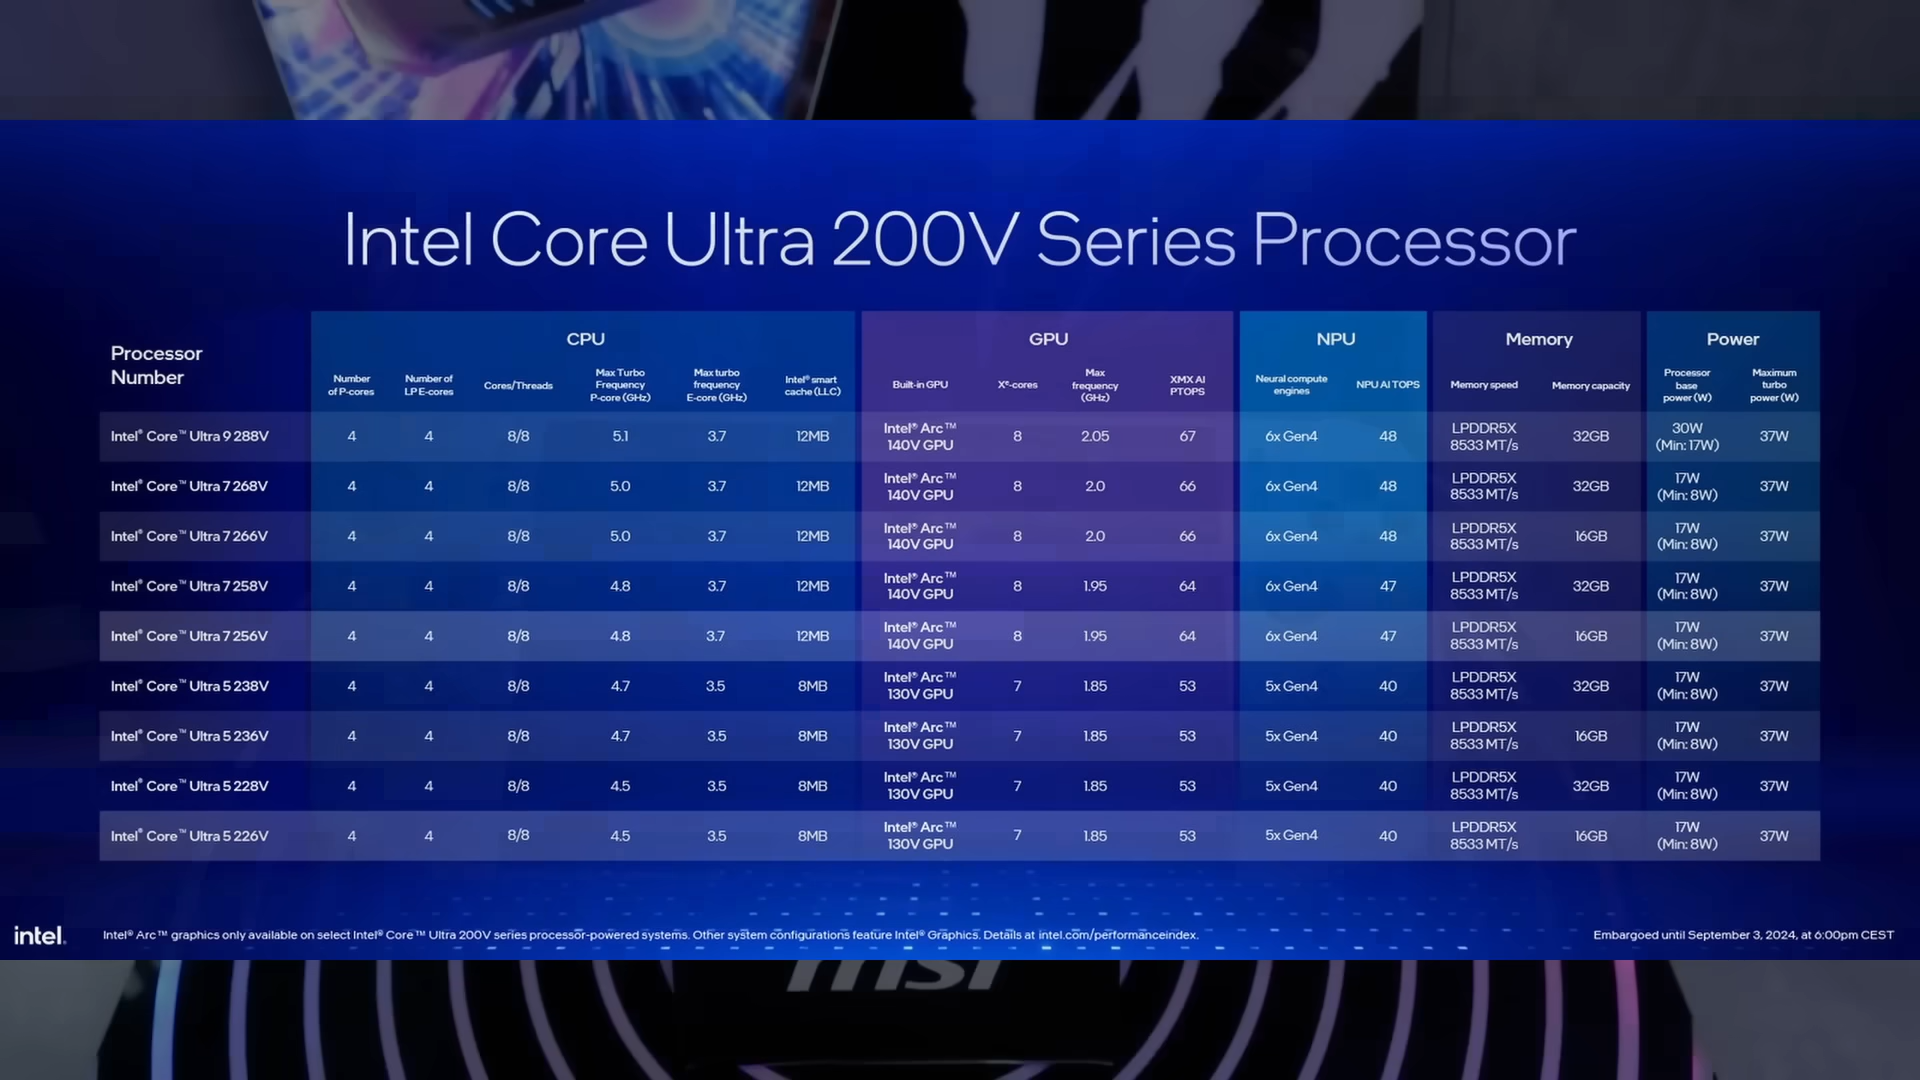 Intel Core Ultra 200V Series Processor
CPU GPU NPU Memory Power
Processor Number
Number of P-cores
Number of LP E-cores
Cores/Threads
Max Turbo Frequency P-core (GHz)
Max turbo frequency E-core (GHz)
Intel® smart cache (LLC)
Built-in GPU
Xᵉ-cores
Max frequency (GHz)
XMX AI PTOPS
Neural compute engines
NPU AI TOPS
Memory speed
Memory capacity
Processor base power (W)
Maximum turbo power (W)
Intel® Core™ Ultra 9 288V 4 4 8/8 5.1 3.7 12MB Intel® Arc™ 140V GPU 8 2.05 67 6x Gen4 48 LPDDR5X 8533 MT/s 32GB 30W (Min: 17W) 37W
Intel® Core™ Ultra 7 268V 4 4 8/8 5.0 3.7 12MB Intel® Arc™ 140V GPU 8 2.0 66 6x Gen4 48 LPDDR5X 8533 MT/s 32GB 17W (Min: 8W) 37W
Intel® Core™ Ultra 7 266V 4 4 8/8 5.0 3.7 12MB Intel® Arc™ 140V GPU 8 2.0 66 6x Gen4 48 LPDDR5X 8533 MT/s 16GB 17W (Min: 8W) 37W
Intel® Core™ Ultra 7 258V 4 4 8/8 4.8 3.7 12MB Intel® Arc™ 140V GPU 8 1.95 64 6x Gen4 47 LPDDR5X 8533 MT/s 32GB 17W (Min: 8W) 37W
Intel® Core™ Ultra 7 256V 4 4 8/8 4.8 3.7 12MB Intel® Arc™ 140V GPU 8 1.95 64 6x Gen4 47 LPDDR5X 8533 MT/s 16GB 17W (Min: 8W) 37W
Intel® Core™ Ultra 5 238V 4 4 8/8 4.7 3.5 8MB Intel® Arc™ 130V GPU 7 1.85 53 5x Gen4 40 LPDDR5X 8533 MT/s 32GB 17W (Min: 8W) 37W
Intel® Core™ Ultra 5 236V 4 4 8/8 4.7 3.5 8MB Intel® Arc™ 130V GPU 7 1.85 53 5x Gen4 40 LPDDR5X 8533 MT/s 16GB 17W (Min: 8W) 37W
Intel® Core™ Ultra 5 228V 4 4 8/8 4.5 3.5 8MB Intel® Arc™ 130V GPU 7 1.85 53 5x Gen4 40 LPDDR5X 8533 MT/s 32GB 17W (Min: 8W) 37W
Intel® Core™ Ultra 5 226V 4 4 8/8 4.5 3.5 8MB Intel® Arc™ 130V GPU 7 1.85 53 5x Gen4 40 LPDDR5X 8533 MT/s 16GB 17W (Min: 8W) 37W
intel.
Intel® Arc™ graphics only available on select Intel® Core™ Ultra 200V series processor-powered systems. Other system configurations feature Intel® Graphics. Details at intel.com/performanceindex.
Embargoed until September 3, 2024, at 6:00pm CEST
msi